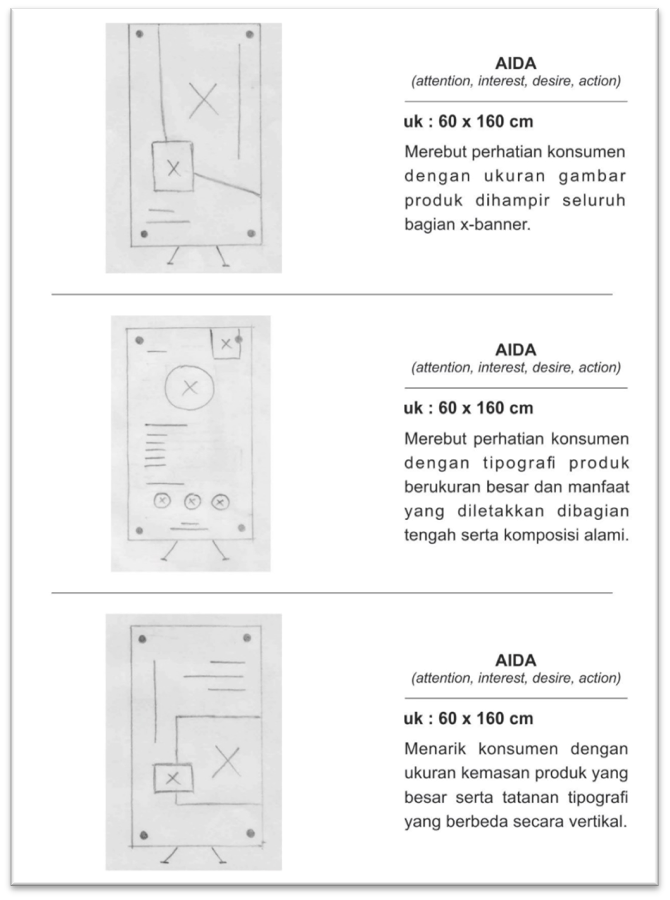 AIDA
(attention, interest, desire, action)
uk : 60 x 160 cm
Merebut perhatian konsumen
dengan ukuran gambar
produk dihampir seluruh
bagian x-banner.
AIDA
(attention, interest, desire, action)
uk : 60 x 160 cm
Merebut perhatian konsumen
dengan tipografi produk
berukuran besar dan manfaat
yang diletakkan dibagian
tengah serta komposisi alami.
AIDA
(attention, interest, desire, action)
uk : 60 x 160 cm
Menarik konsumen dengan
ukuran kemasan produk yang
besar serta tatanan tipografi
yang berbeda secara vertikal.